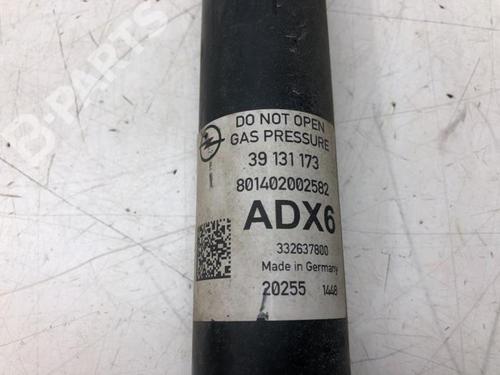 DO NOT OPEN
GAS PRESSURE
39 131 173
801402002582
ADX6
332637800
Made in Germany
20255 1448
B-PARTS